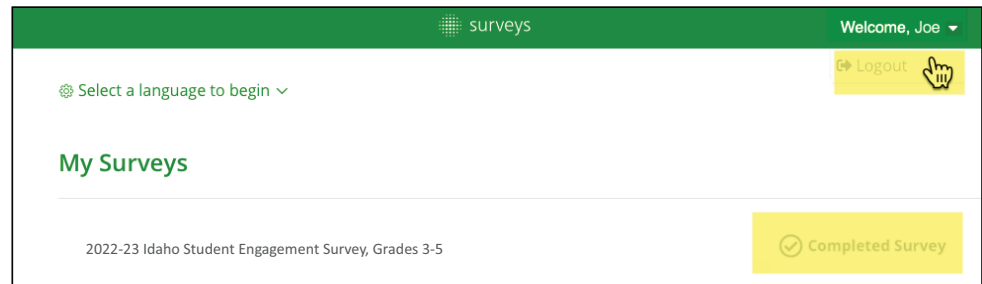 surveys
Welcome, Joe
Logout
Select a language to begin
My Surveys
2022-23 Idaho Student Engagement Survey, Grades 3-5
Completed Survey